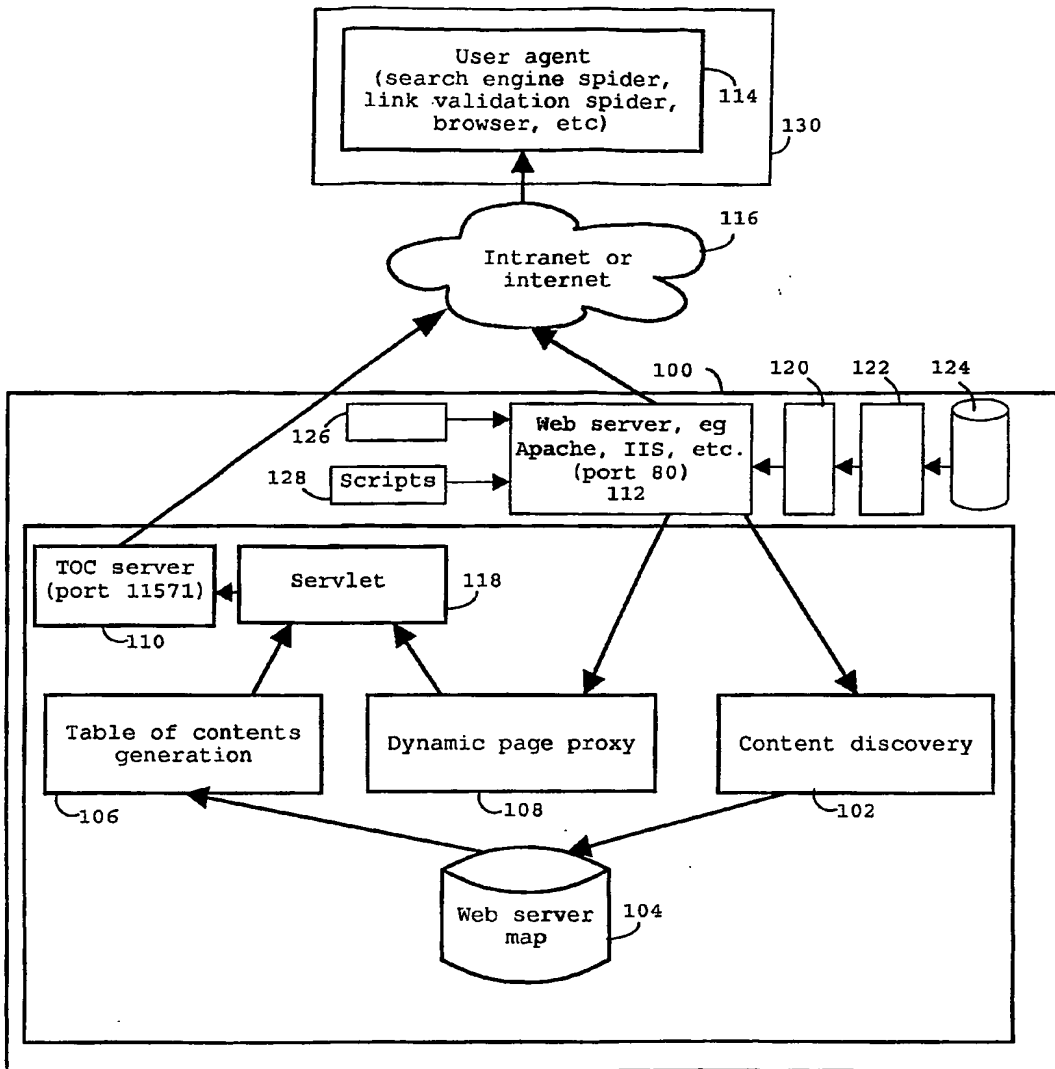 User agent
(search engine spider,
link validation spider,
browser, etc)
114
130
Intranet or
internet
116
100
120
122
124
126
Web server, eg
Apache, IIS, etc.
(port 80)
112
128
Scripts
TOC server
(port 11571)
110
Servlet
118
Table of contents
generation
106
Dynamic page proxy
108
Content discovery
102
Web server
map
104